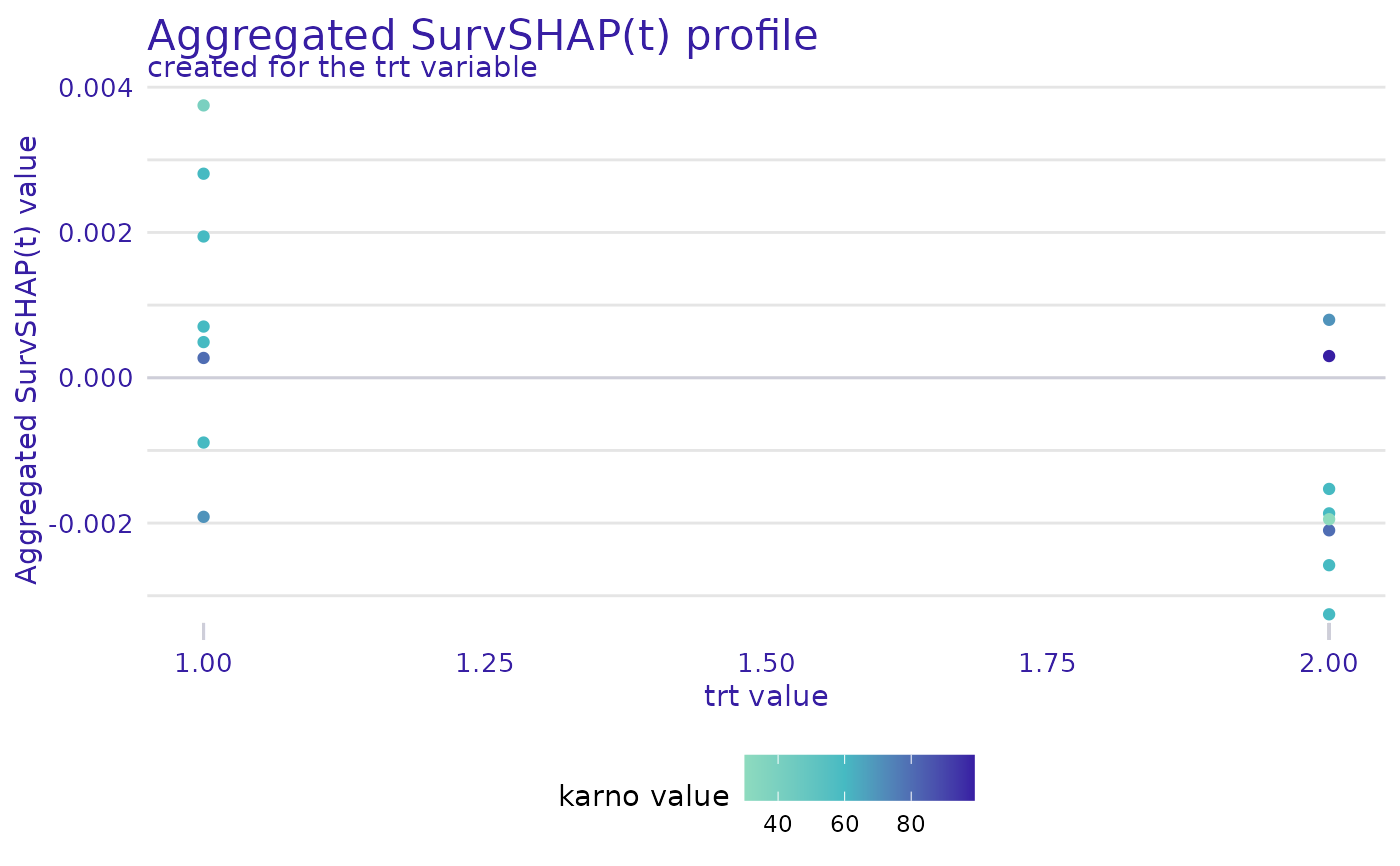 Aggregated SurvSHAP(t) profile
created for the trt variable
Aggregated SurvSHAP(t) value
0.004
0.002
0.000
-0.002
1.00 1.25 1.50 1.75 2.00
trt value
karno value
40 60 80